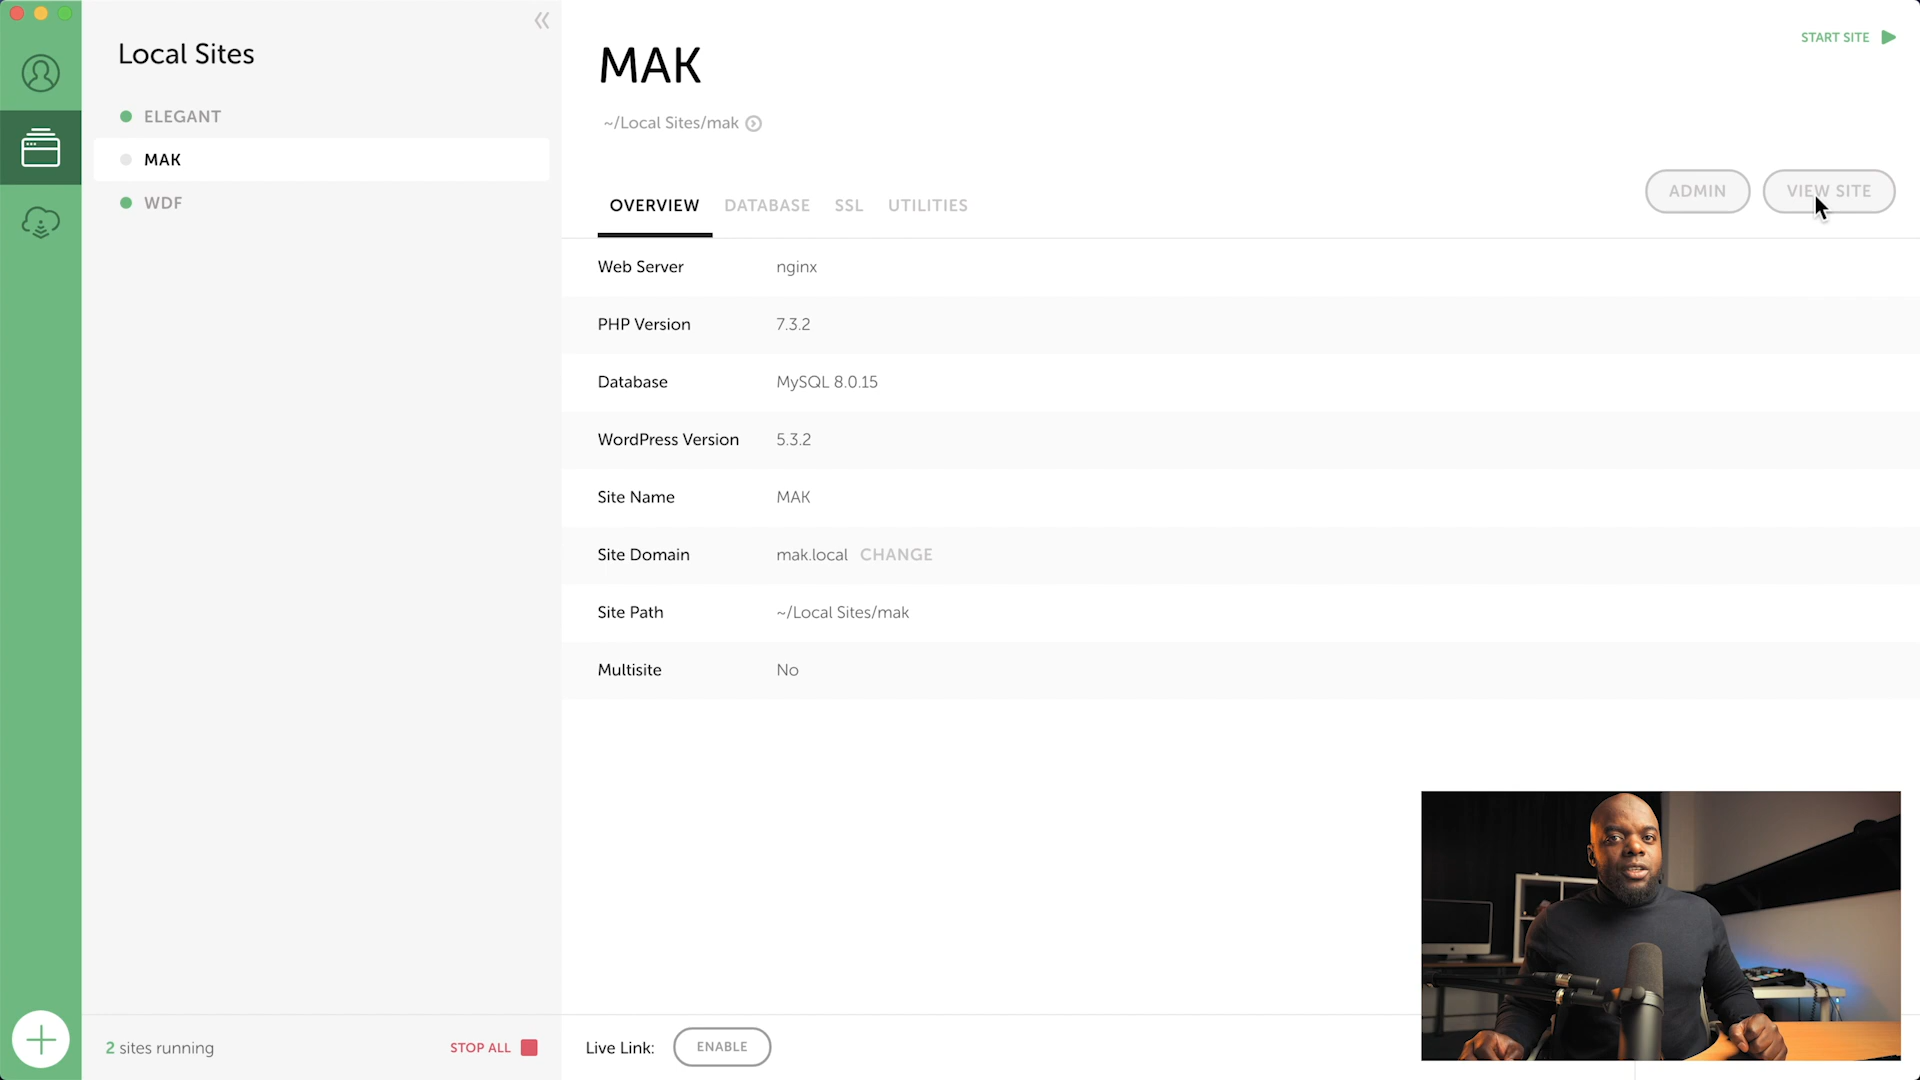 Local Sites
ELEGANT
MAK
WDF
2 sites running
STOP ALL
MAK
START SITE
~/Local Sites/mak
OVERVIEW DATABASE SSL UTILITIES
ADMIN VIEW SITE
Web Server nginx
PHP Version 7.3.2
Database MySQL 8.0.15
WordPress Version 5.3.2
Site Name MAK
Site Domain mak.local CHANGE
Site Path ~/Local Sites/mak
Multisite No
Live Link: ENABLE